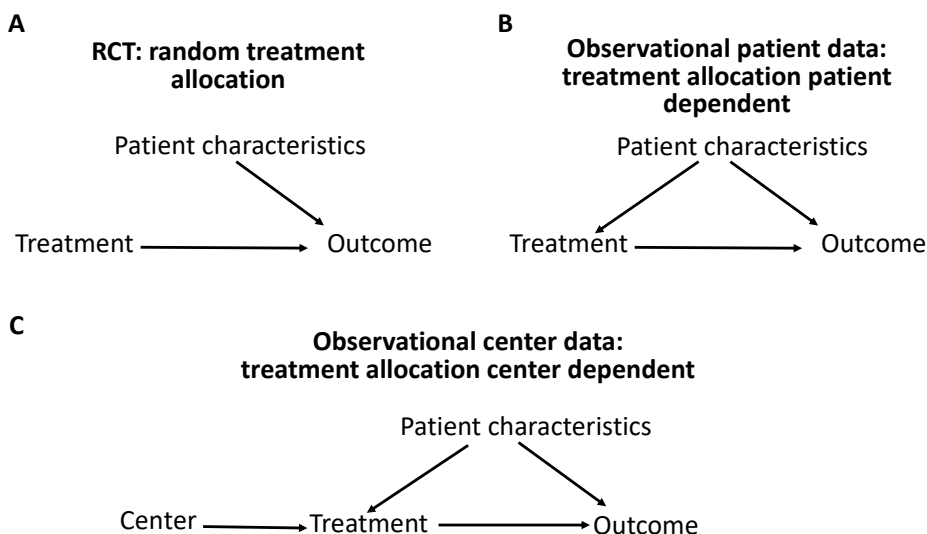 A
RCT: random treatment
allocation
Patient characteristics
Treatment
Outcome
B
Observational patient data:
treatment allocation patient
dependent
Patient characteristics
Treatment
Outcome
C
Observational center data:
treatment allocation center dependent
Patient characteristics
Center
Treatment
Outcome